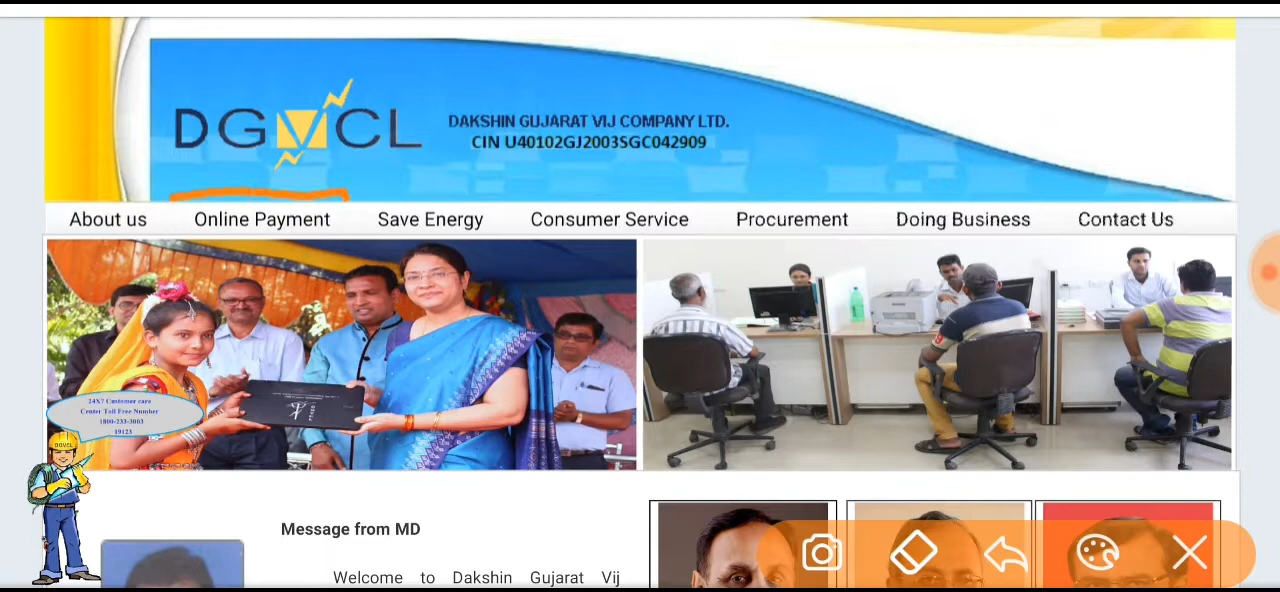 DGVCL
DAKSHIN GUJARAT VIJ COMPANY LTD.
CIN U40102GJ2003SGC042909
About us Online Payment Save Energy Consumer Service Procurement Doing Business Contact Us
24X7 Customer care
Center Toll Free Number
1800-233-3003
19123
DGVCL
Message from MD
Welcome to Dakshin Gujarat Vij